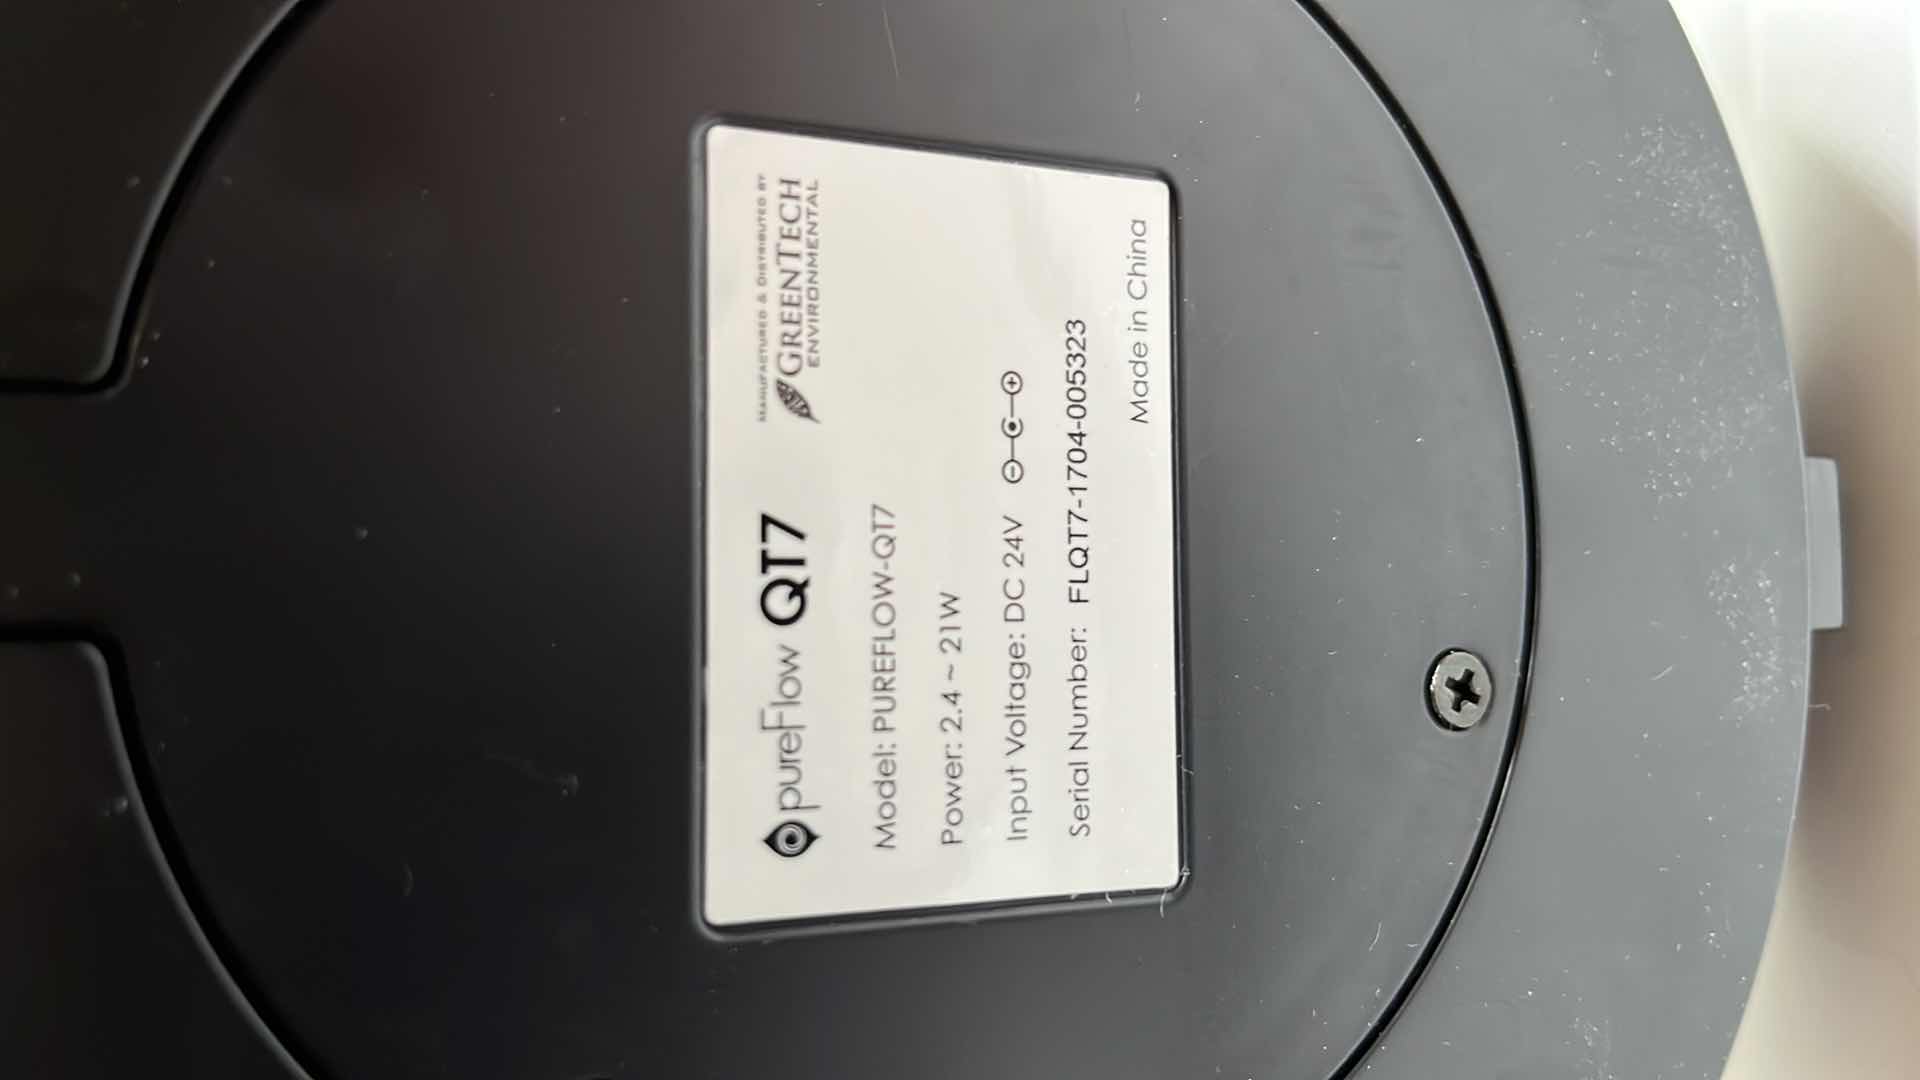 pureFlow QT7
MANUFACTURED & DISTRIBUTED BY
GREENTECH
ENVIRONMENTAL
Model: PUREFLOW-QT7
Power: 2.4 ~ 21W
Input Voltage: DC 24V
Serial Number: FLQT7-1704-005323
Made in China